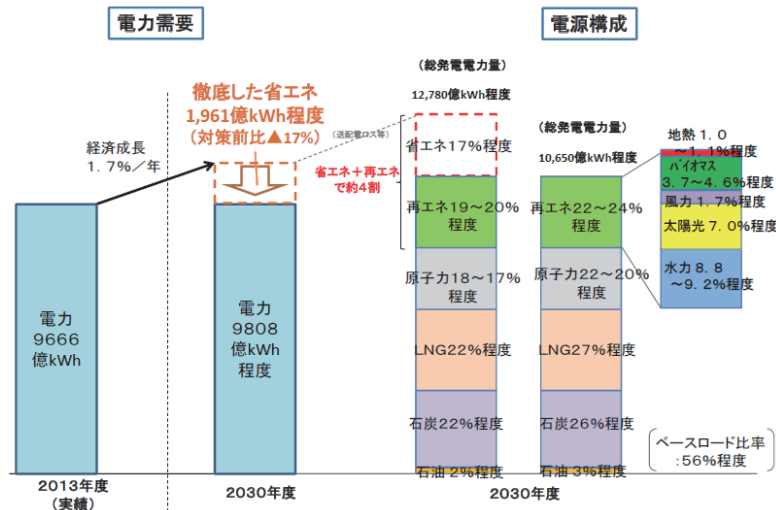 電力需要
電源構成
徹底した省エネ
1,961億kWh程度
(対策前比▲17%)
経済成長
1.7%/年
電力
9666
億kWh
電力
9808
億kWh
程度
2013年度
(実績)
2030年度
(送配電ロス等)
省エネ+再エネ
で約4割
(総発電電力量)
12,780億kWh程度
省エネ17%程度
再エネ19~20%
程度
原子力18~17%
程度
LNG22%程度
石炭22%程度
石油 2%程度
(総発電電力量)
10,650億kWh程度
再エネ22~24%
程度
原子力22~20%
程度
LNG27%程度
石炭26%程度
石油 3%程度
2030年度
地熱 1.0
~1.1%程度
バイオマス
3.7~4.6%程度
風力 1.7%程度
太陽光 7.0%程度
水力 8.8
~9.2%程度
ベースロード比率
:56%程度